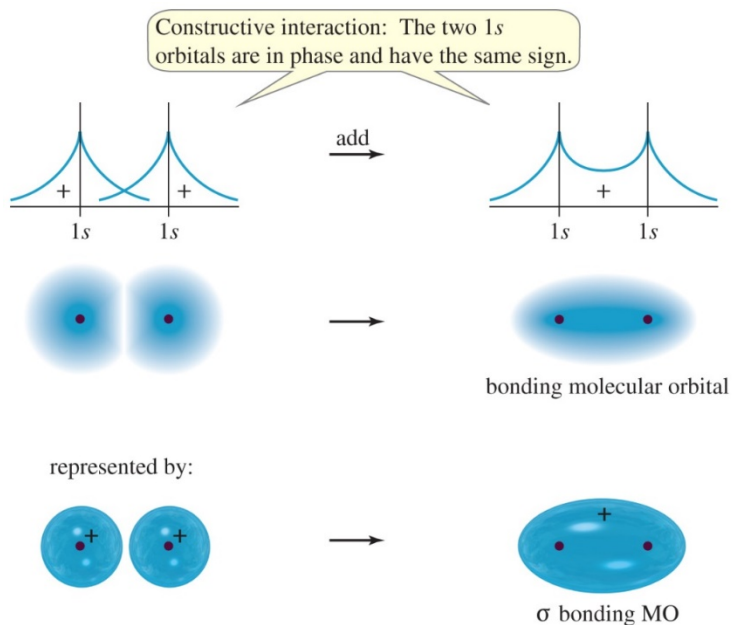 Constructive interaction: The two 1s
orbitals are in phase and have the same sign.
add
+ +
+
1s 1s
1s 1s
bonding molecular orbital
represented by:
+ +
+
σ bonding MO